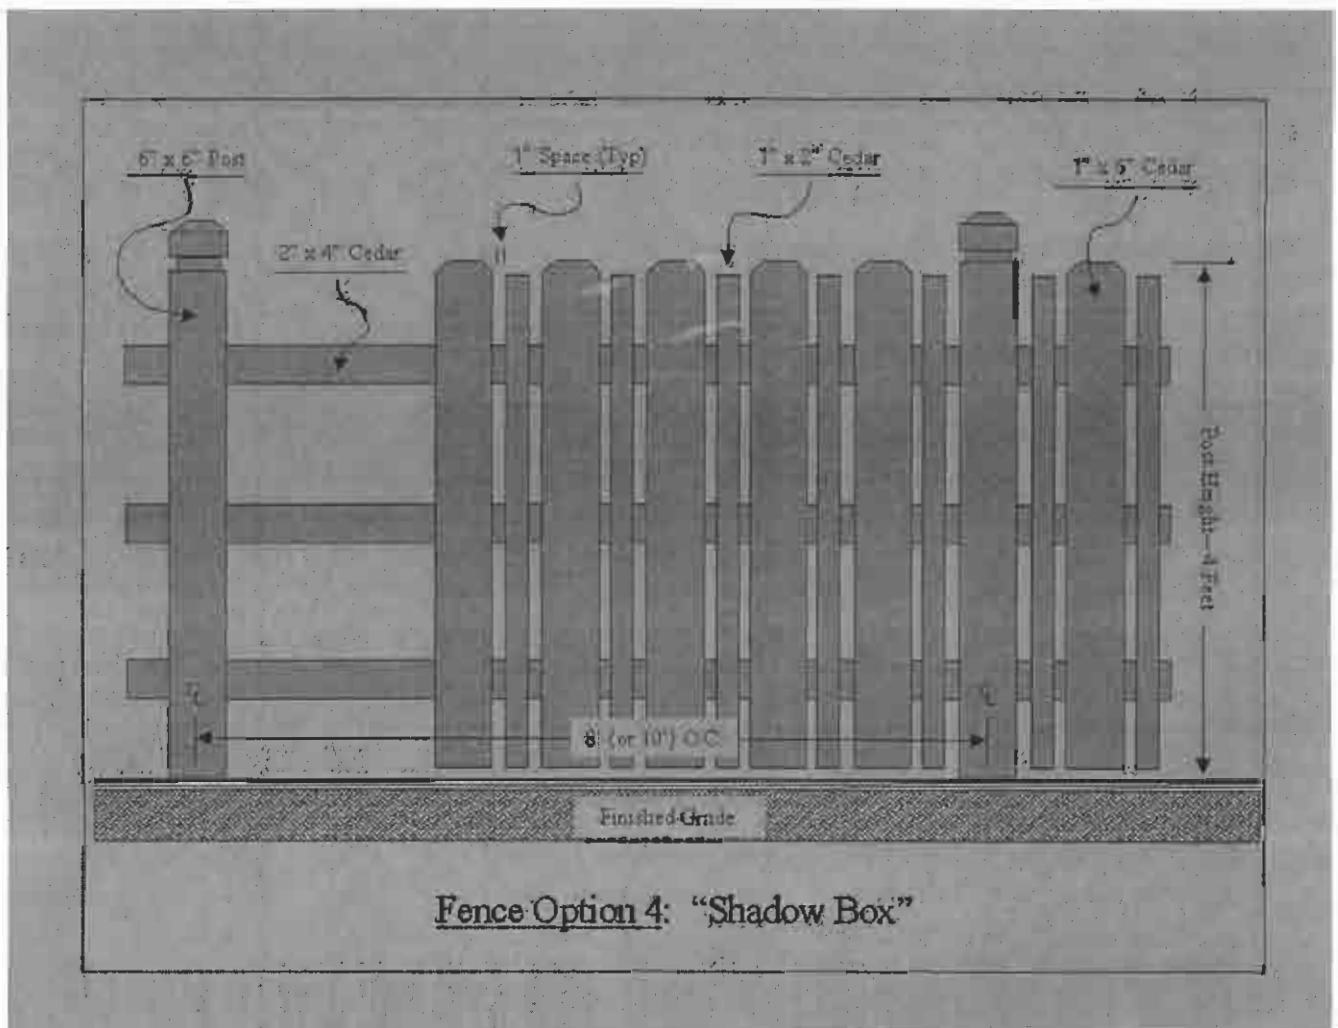 6" x 6" Post
1" Space (Typ)
1" x 2" Cedar
1" x 6" Cedar
2" x 4" Cedar
Post Height - 4 Feet
8' (or 10') O.C.
Finished Grade
Fence Option 4: “Shadow Box”